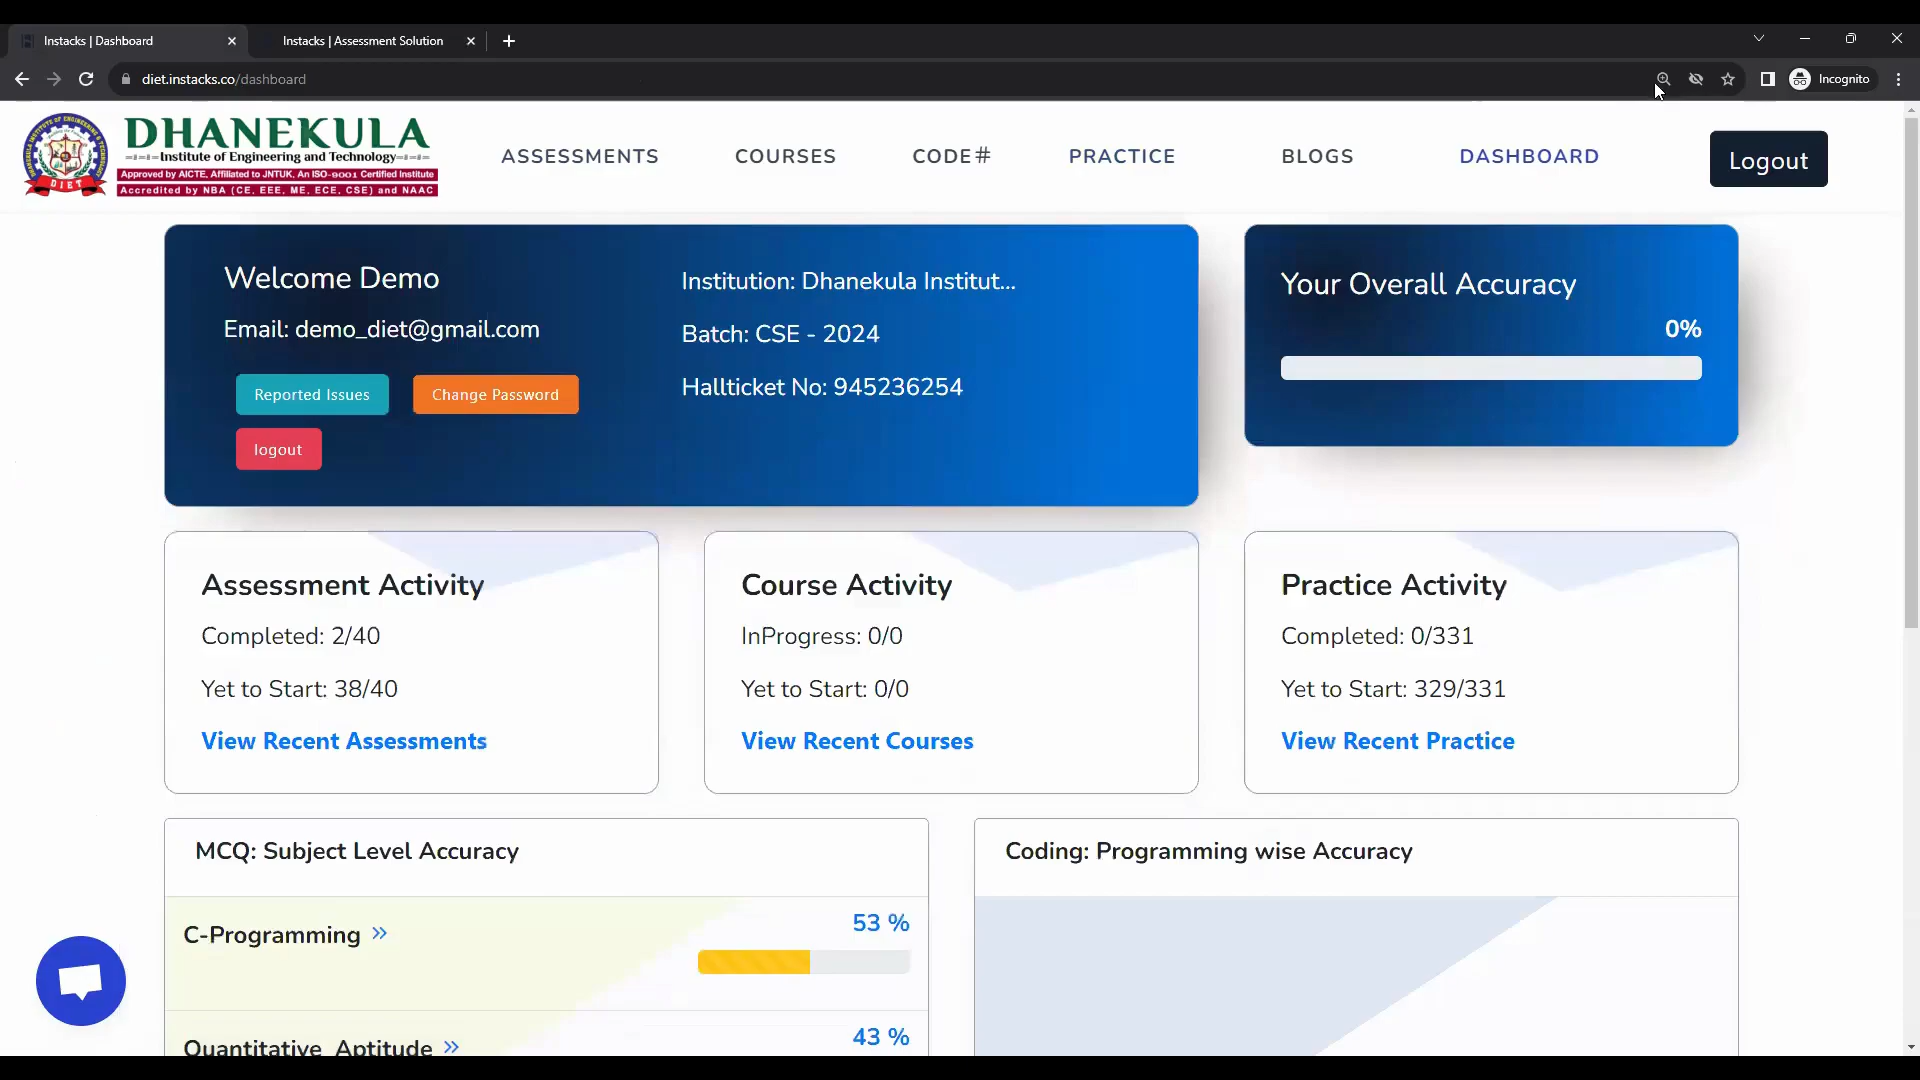 Instacks | Dashboard
Instacks | Assessment Solution
diet.instacks.co/dashboard
Incognito
DHANEKULA
Institute of Engineering and Technology
Approved by AICTE, Affiliated to JNTUK, An ISO-9001 Certified Institute
Accredited by NBA (CE, EEE, ME, ECE, CSE) and NAAC
DIET
ASSESSMENTS
COURSES
CODE#
PRACTICE
BLOGS
DASHBOARD
Logout
Welcome Demo
Email: demo_diet@gmail.com
Reported Issues
Change Password
logout
Institution: Dhanekula Institut...
Batch: CSE - 2024
Hallticket No: 945236254
Your Overall Accuracy
0%
Assessment Activity
Completed: 2/40
Yet to Start: 38/40
View Recent Assessments
Course Activity
InProgress: 0/0
Yet to Start: 0/0
View Recent Courses
Practice Activity
Completed: 0/331
Yet to Start: 329/331
View Recent Practice
MCQ: Subject Level Accuracy
C-Programming »
53 %
Quantitative Aptitude »
43 %
Coding: Programming wise Accuracy